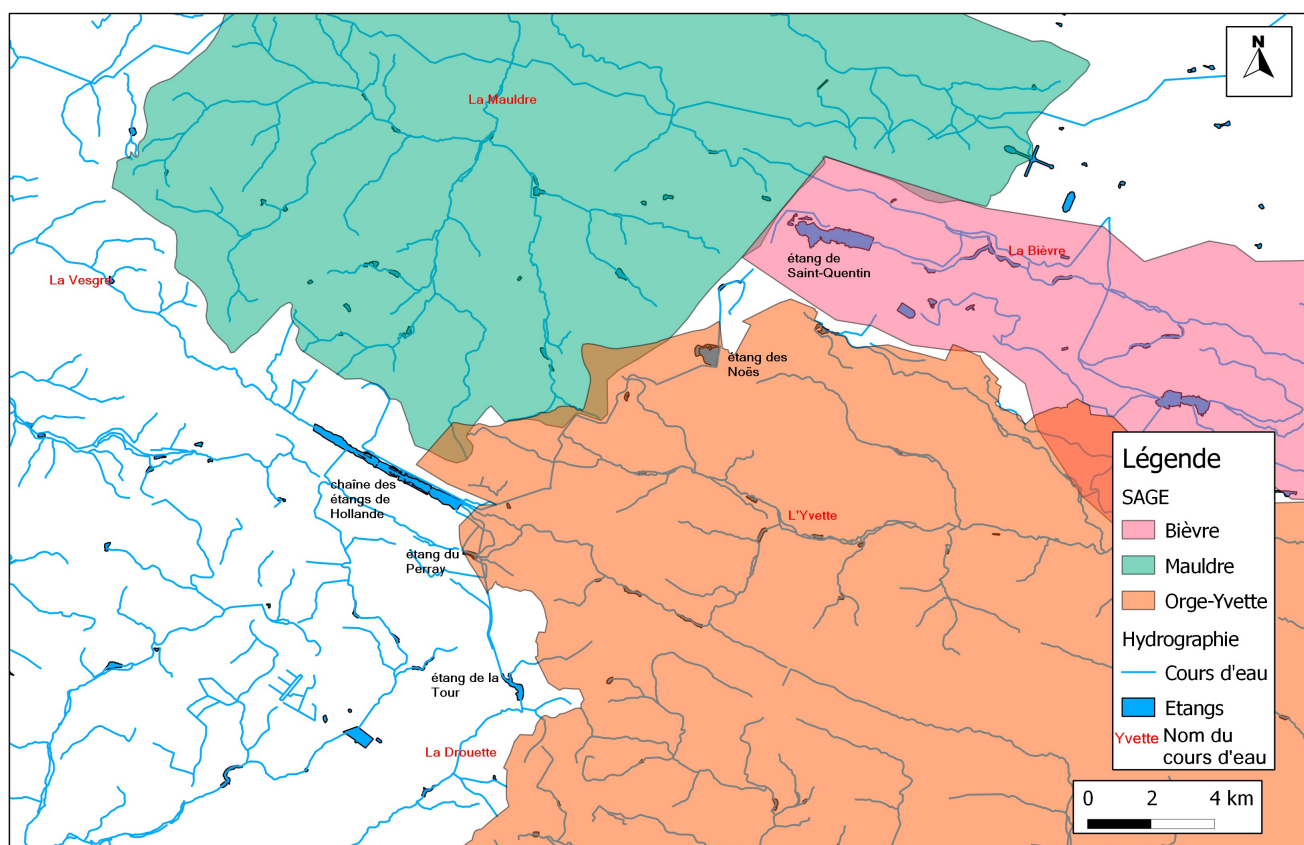 N
La Mauldre
La Vesgre
La Bièvre
étang de
Saint-Quentin
étang des
Noës
chaîne des
étangs de
Hollande
L'Yvette
étang du
Perray
étang de la
Tour
La Drouette
Légende
SAGE
Bièvre
Mauldre
Orge-Yvette
Hydrographie
Cours d'eau
Etangs
Yvette Nom du
cours d'eau
0 2 4 km